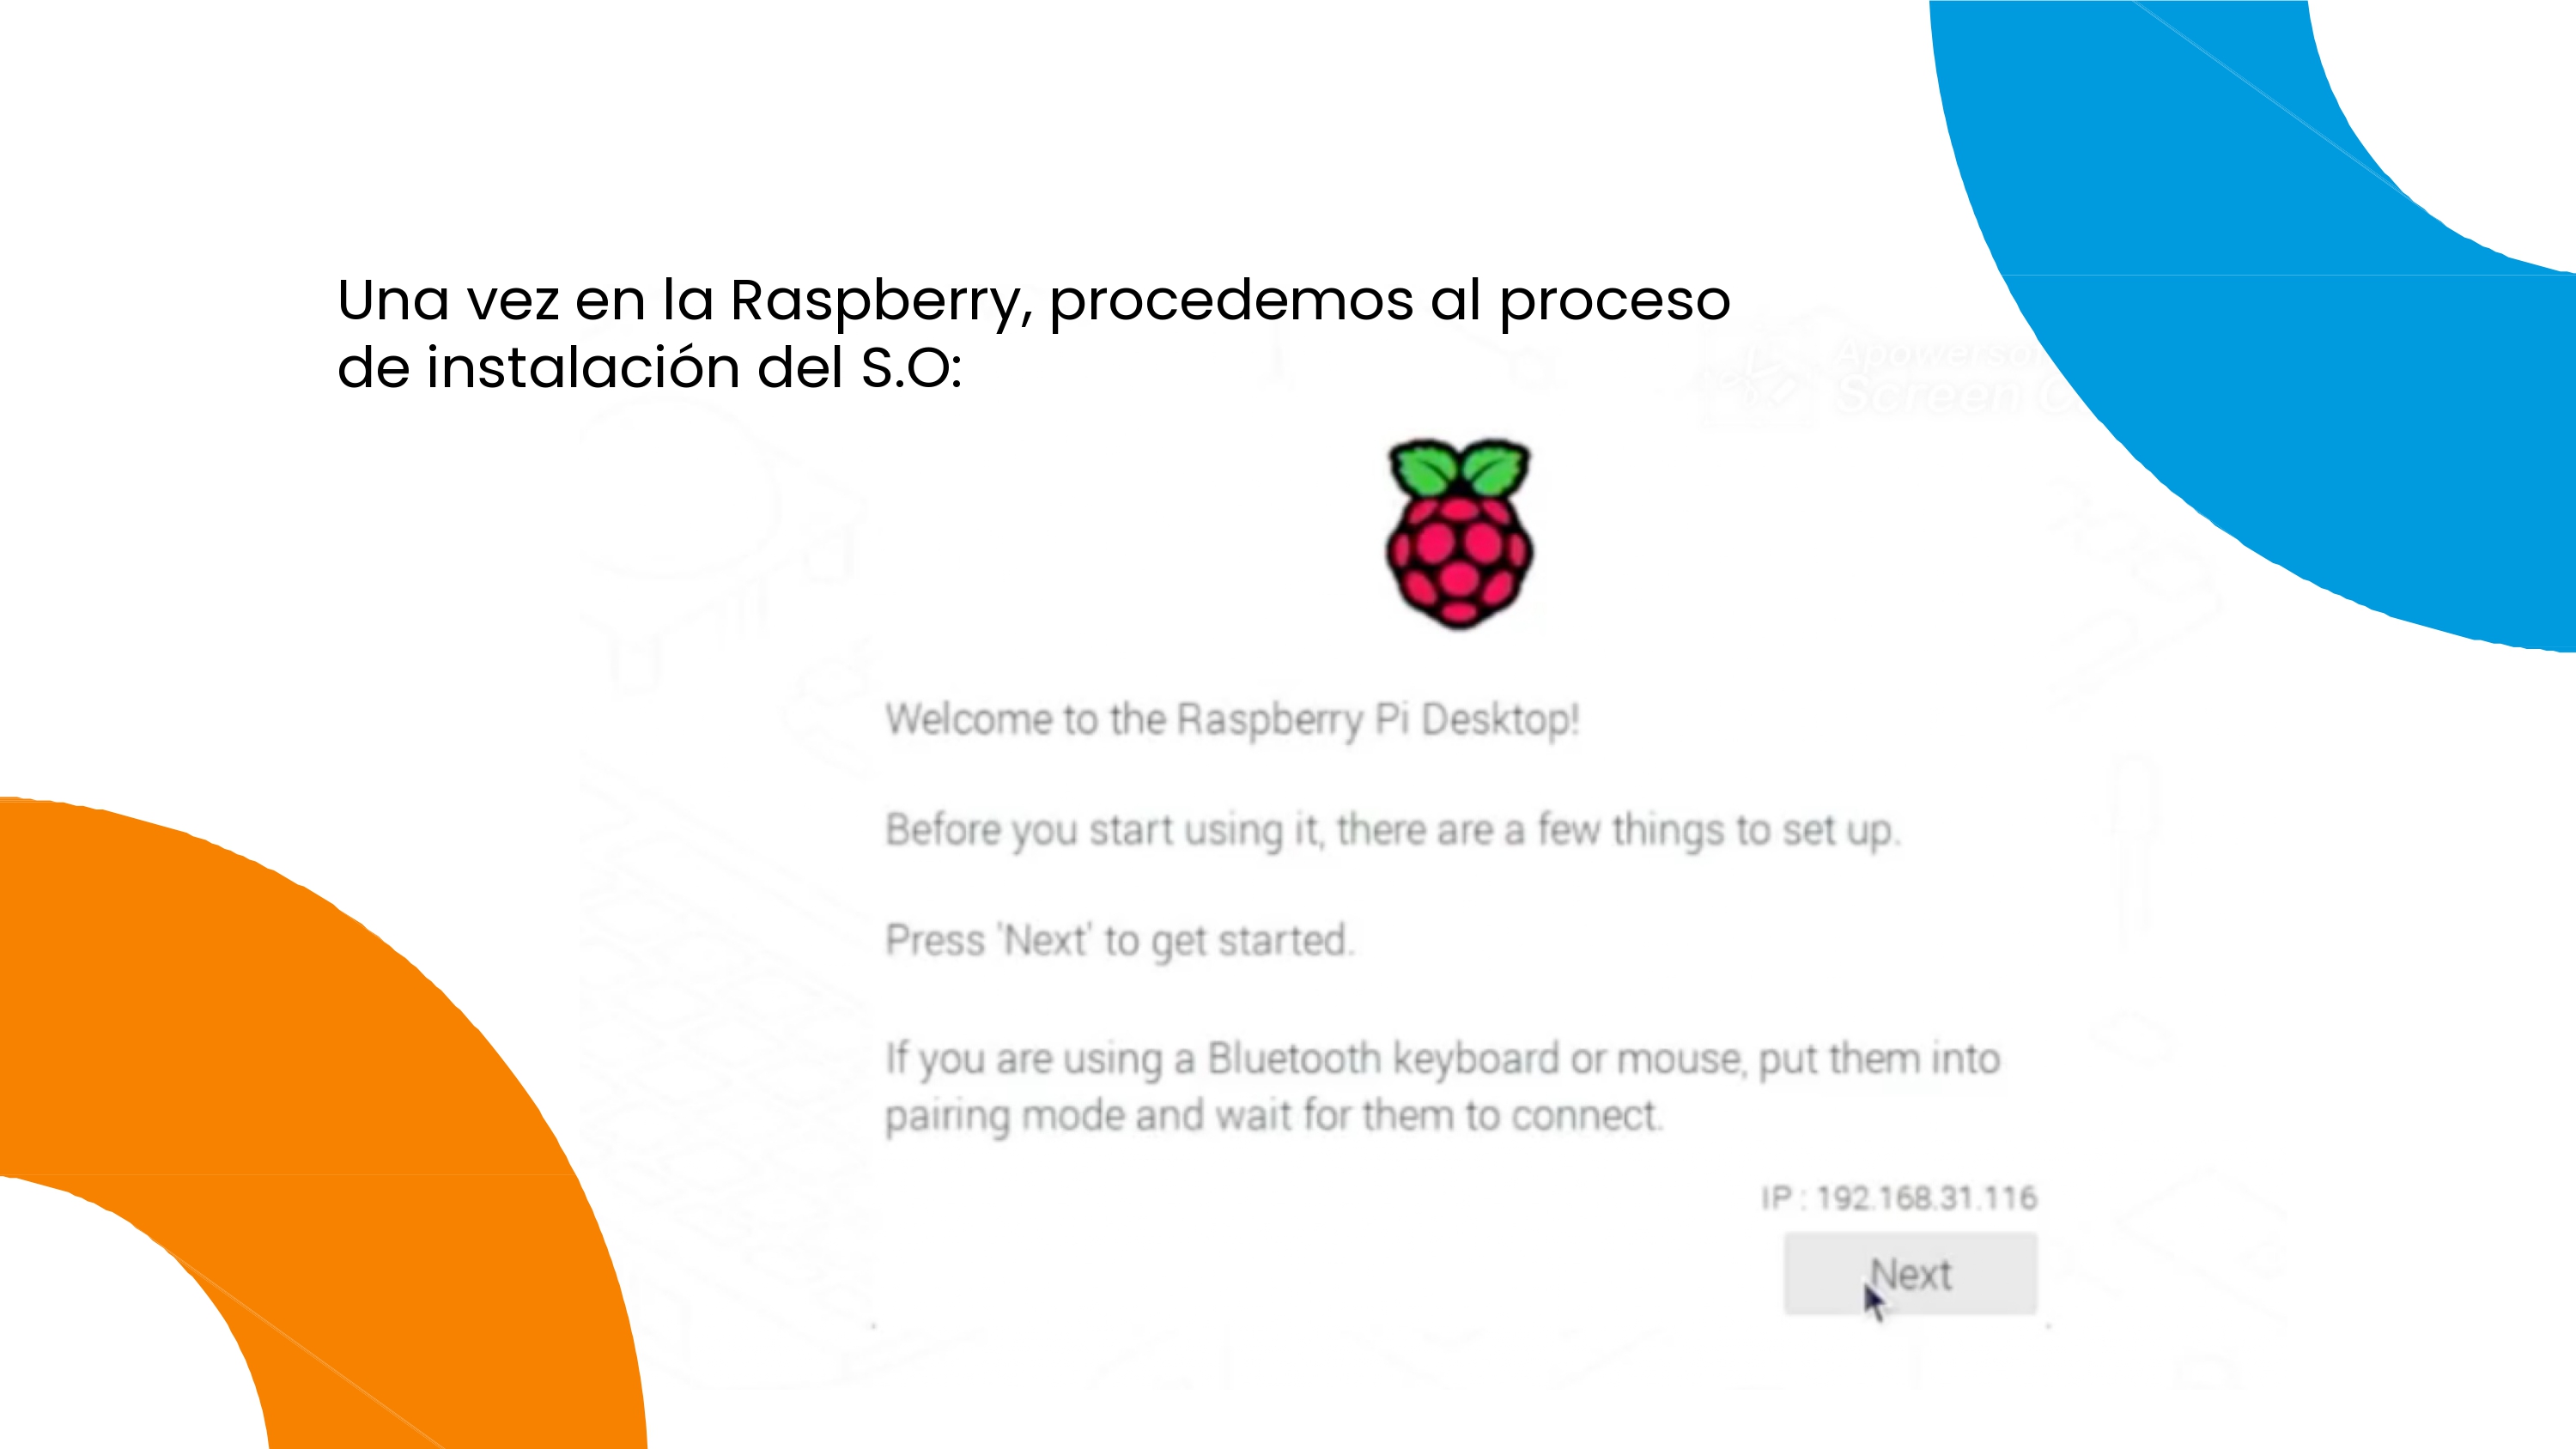 Una vez en la Raspberry, procedemos al proceso
de instalación del S.O:
Apowerso
Screen
Welcome to the Raspberry Pi Desktop!
Before you start using it, there are a few things to set up.
Press 'Next' to get started.
If you are using a Bluetooth keyboard or mouse, put them into
pairing mode and wait for them to connect.
IP : 192.168.31.116
Next